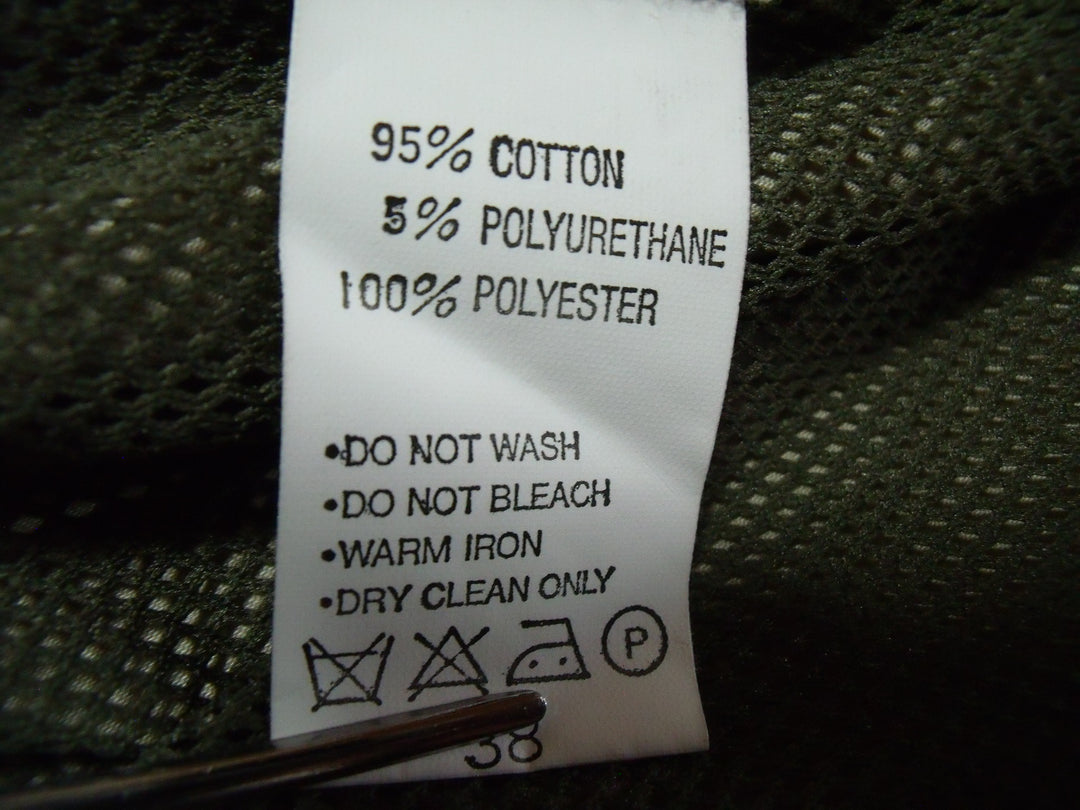 95% COTTON
5% POLYURETHANE
100% POLYESTER
•DO NOT WASH
•DO NOT BLEACH
•WARM IRON
•DRY CLEAN ONLY
P
38